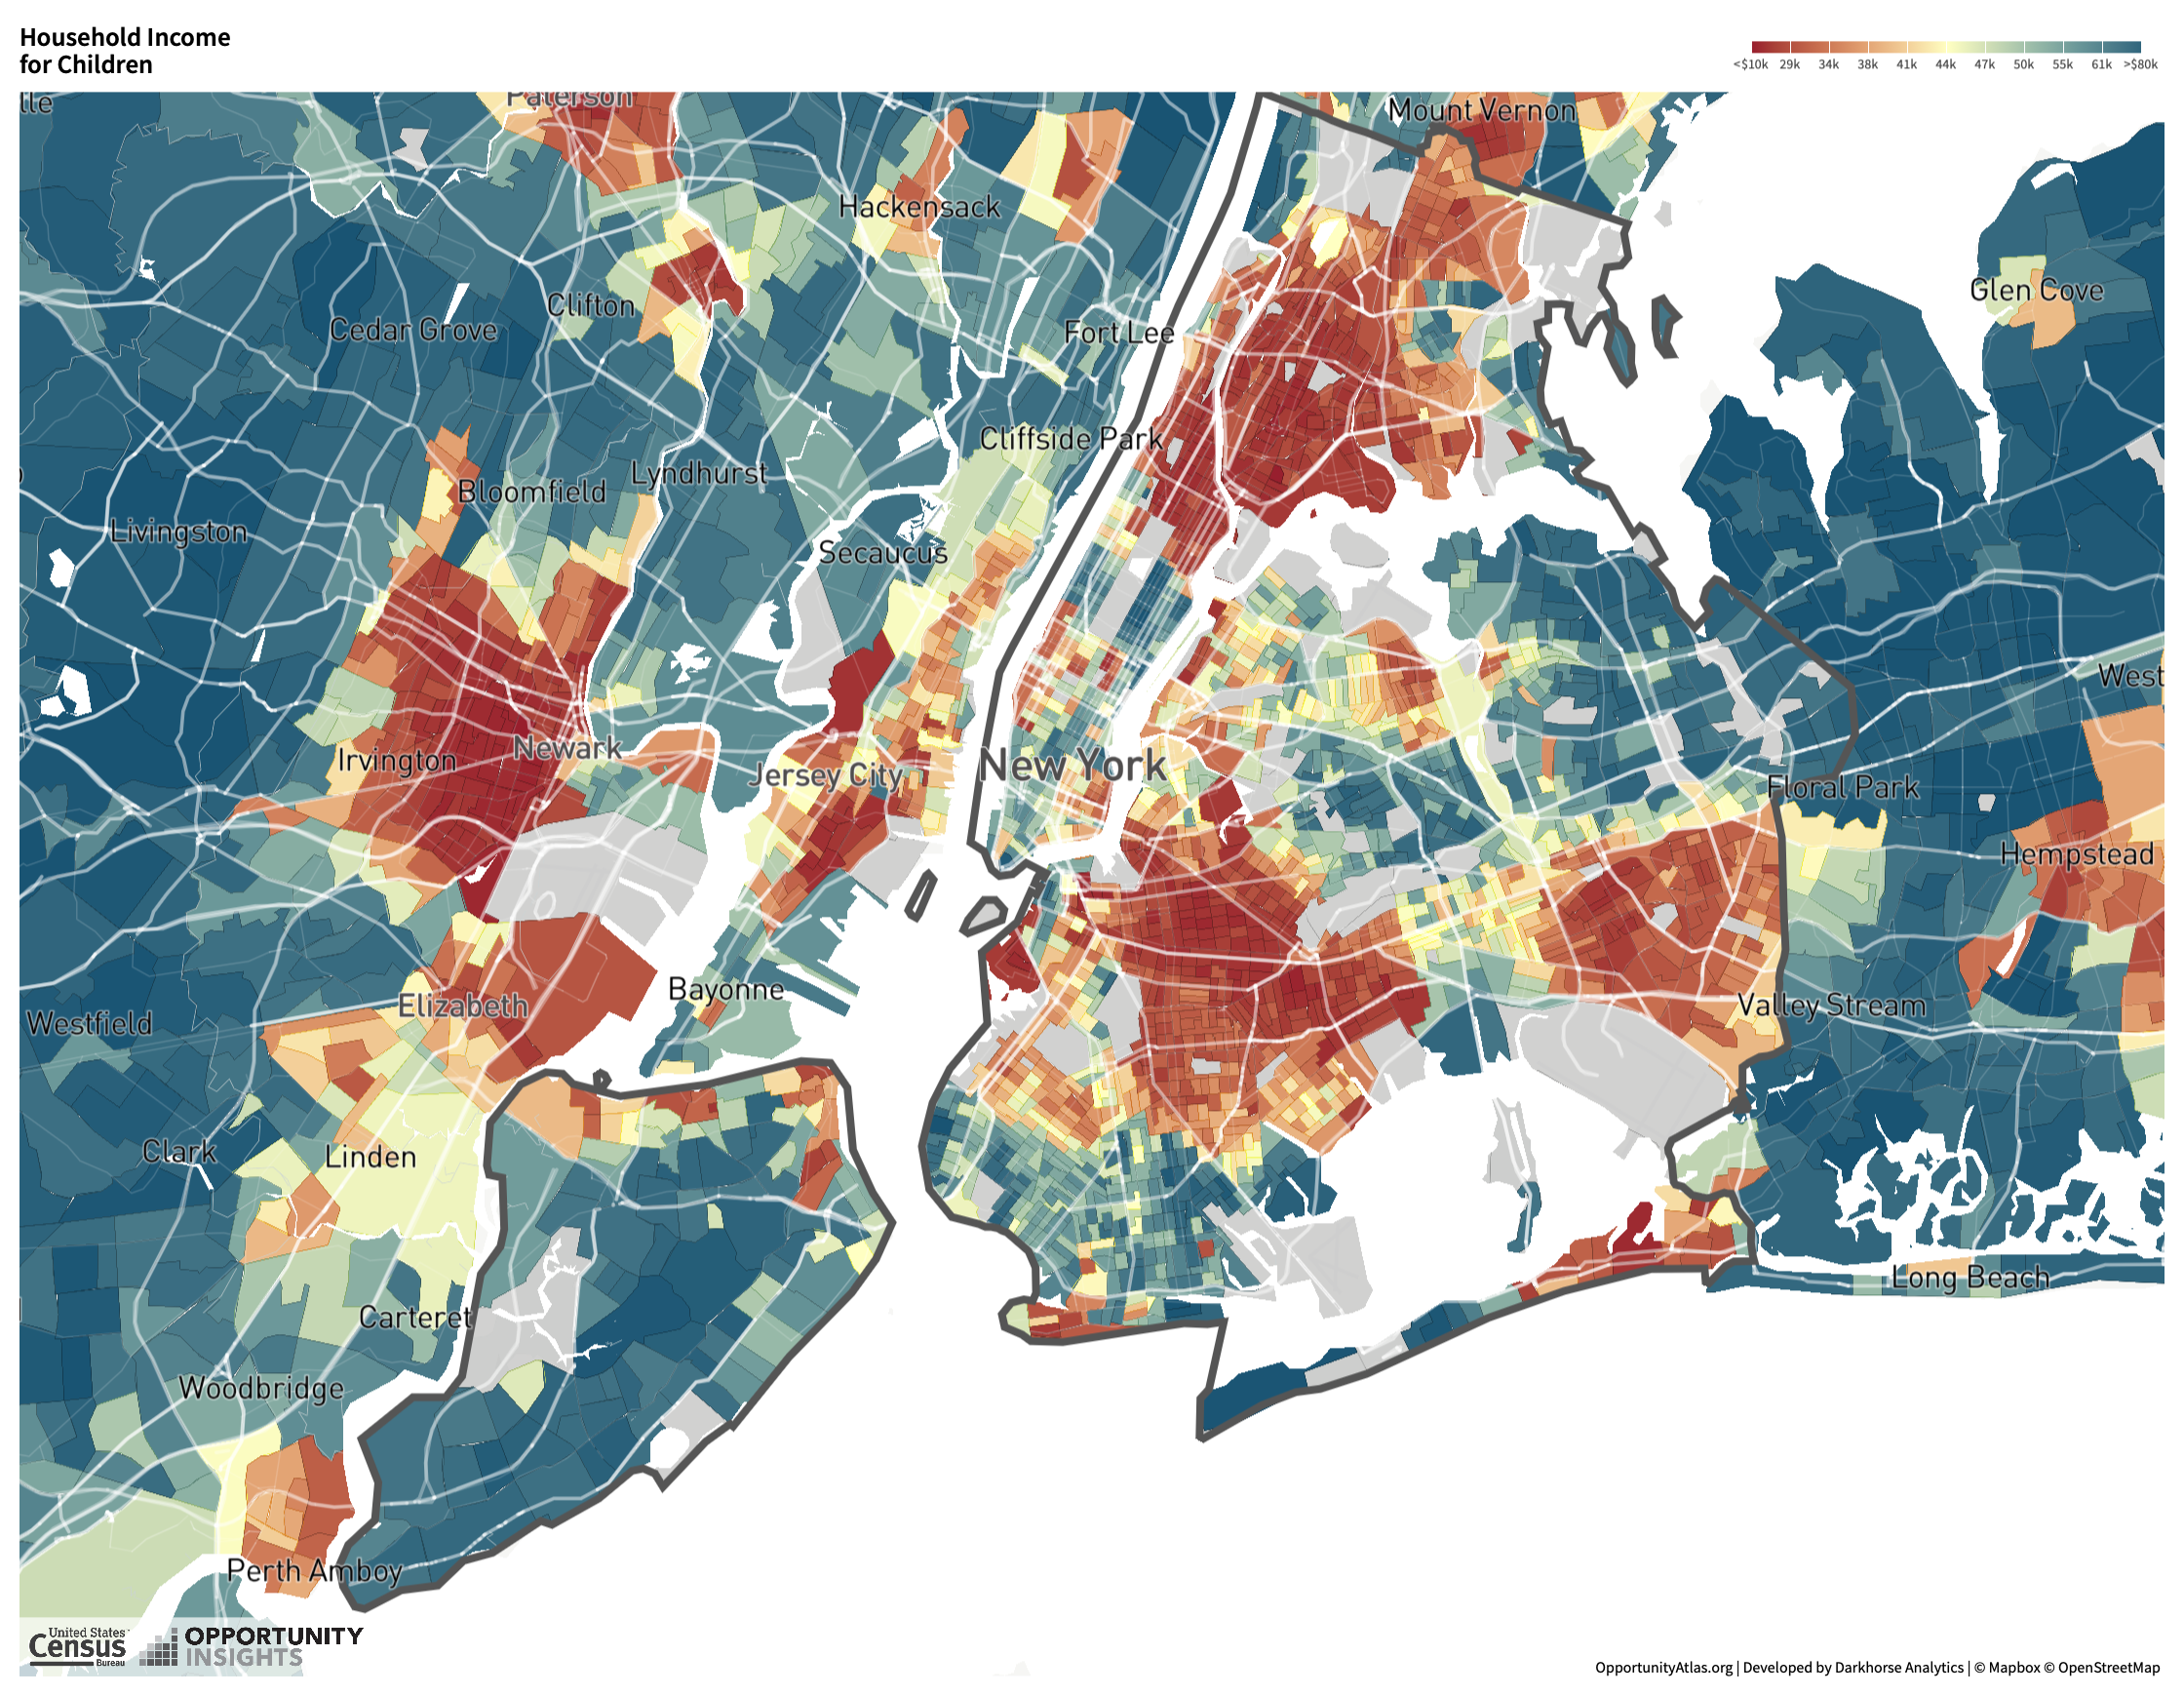 Household Income
for Children
<$10k 29k 34k 38k 41k 44k 47k 50k 55k 61k >$80k
lle
Paterson
Mount Vernon
Hackensack
Glen Cove
Clifton
Cedar Grove
Fort Lee
Cliffside Park
Lyndhurst
Bloomfield
Livingston
Secaucus
West
Newark
Irvington
Jersey City
New York
Floral Park
Hempstead
Bayonne
Elizabeth
Westfield
Valley Stream
Clark
Linden
Long Beach
Carteret
Woodbridge
Perth Amboy
United States
Census
Bureau
OPPORTUNITY
INSIGHTS
OpportunityAtlas.org | Developed by Darkhorse Analytics | © Mapbox © OpenStreetMap